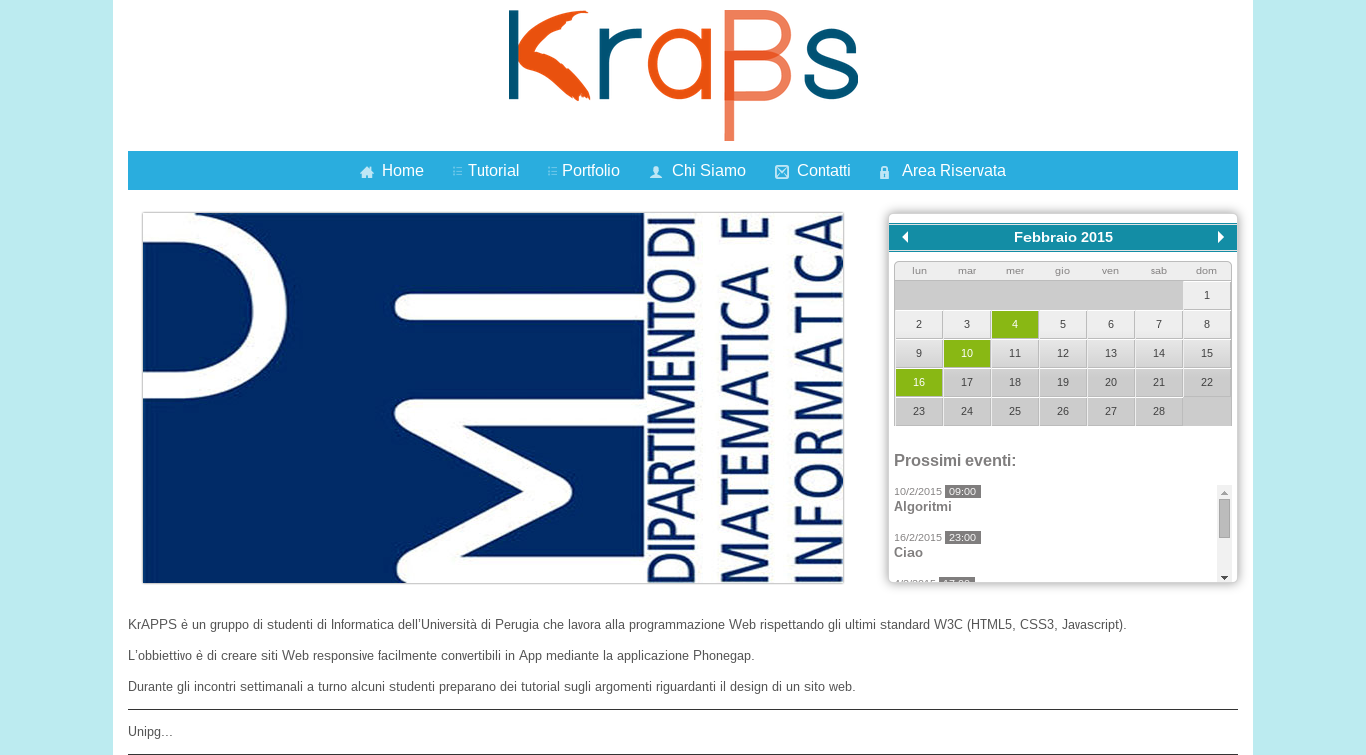 KraPPs
Home Tutorial Portfolio Chi Siamo Contatti Area Riservata
DIPARTIMENTO DI
MATEMATICA E
INFORMATICA
Febbraio 2015
lun mar mer gio ven sab dom
1
2 3 4 5 6 7 8
9 10 11 12 13 14 15
16 17 18 19 20 21 22
23 24 25 26 27 28
Prossimi eventi:
10/2/2015 09:00
Algoritmi
16/2/2015 23:00
Ciao
KrAPPS è un gruppo di studenti di Informatica dell'Università di Perugia che lavora alla programmazione Web rispettando gli ultimi standard W3C (HTML5, CSS3, Javascript).
L'obbiettivo è di creare siti Web responsive facilmente convertibili in App mediante la applicazione Phonegap.
Durante gli incontri settimanali a turno alcuni studenti preparano dei tutorial sugli argomenti riguardanti il design di un sito web.
Unipg...